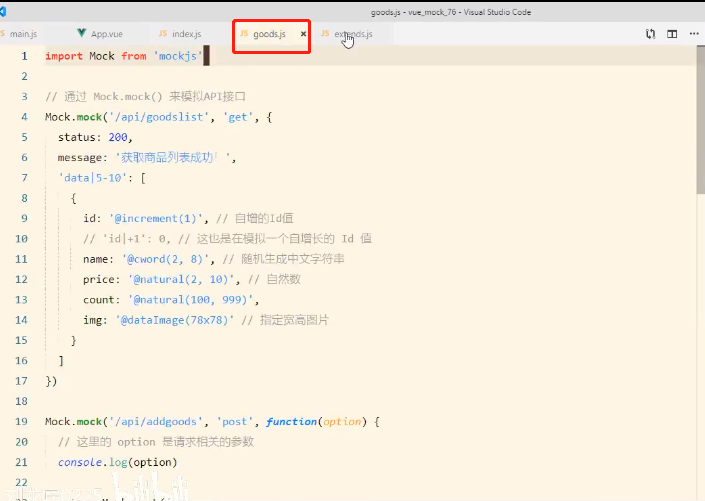 goods.js - vue_mock_76 - Visual Studio Code
JS main.js App.vue JS index.js JS goods.js × JS extends.js ···
1 import Mock from 'mockjs'
2
3 // 通过 Mock.mock() 来模拟API接口
4 Mock.mock('/api/goodslist', 'get', {
5 status: 200,
6 message: '获取商品列表成功！',
7 'data|5-10': [
8 {
9 id: '@increment(1)', // 自增的Id值
10 // 'id|+1': 0, // 这也是在模拟一个自增长的 Id 值
11 name: '@cword(2, 8)', // 随机生成中文字符串
12 price: '@natural(2, 10)', // 自然数
13 count: '@natural(100, 999)',
14 img: '@dataImage(78x78)' // 指定宽高图片
15 }
16 ]
17 })
18
19 Mock.mock('/api/addgoods', 'post', function(option) {
20 // 这里的 option 是请求相关的参数
21 console.log(option)
22
bilibili